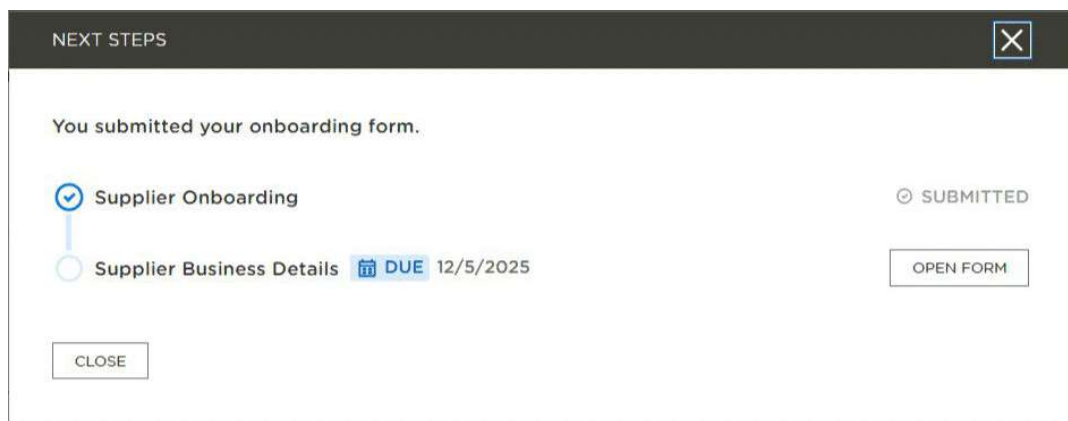 NEXT STEPS
You submitted your onboarding form.
Supplier Onboarding SUBMITTED
Supplier Business Details DUE 12/5/2025 OPEN FORM
CLOSE